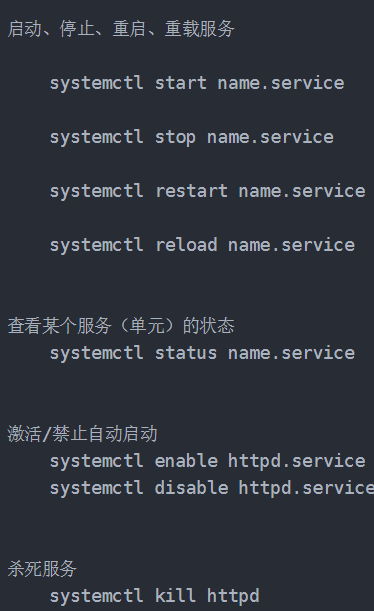 启动、停止、重启、重载服务
systemctl start name.service
systemctl stop name.service
systemctl restart name.service
systemctl reload name.service
查看某个服务（单元）的状态
systemctl status name.service
激活/禁止自动启动
systemctl enable httpd.service
systemctl disable httpd.service
杀死服务
systemctl kill httpd